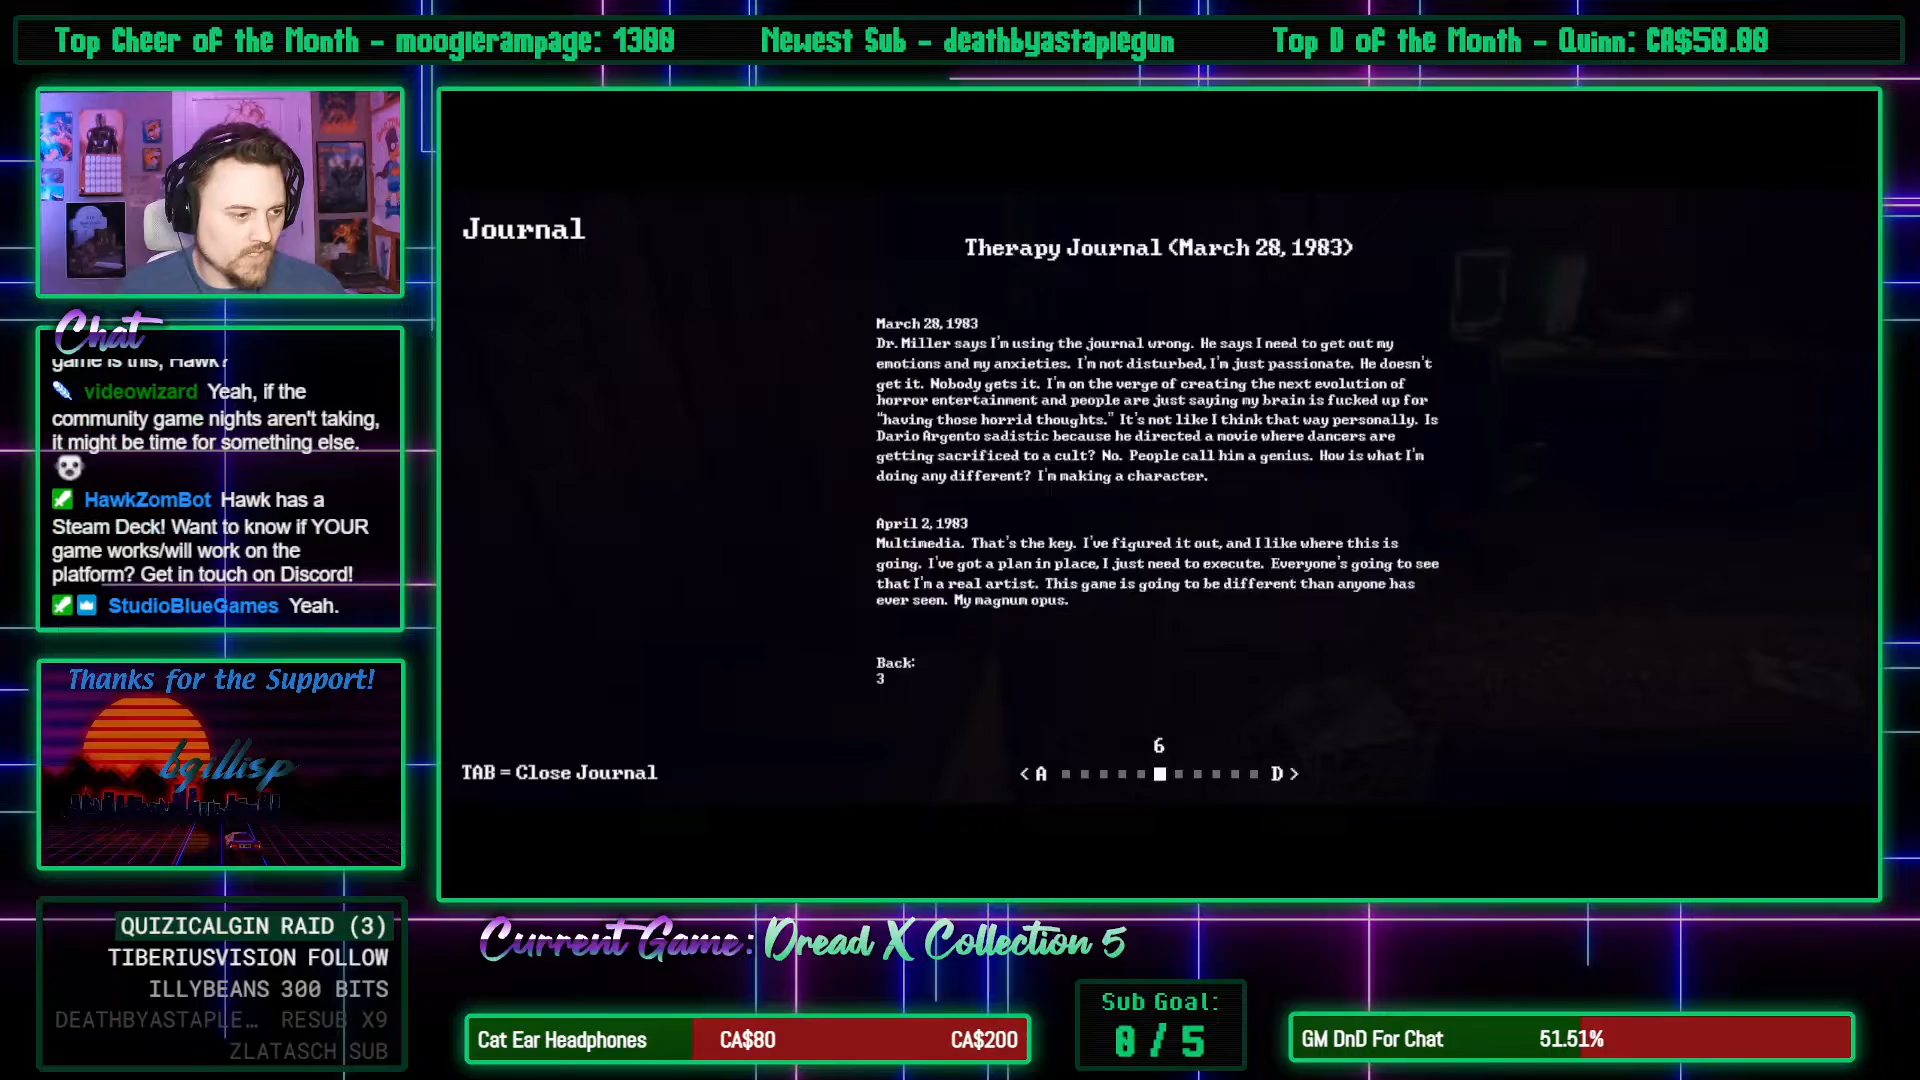 Top Cheer of the Month - moogierampage: 1300
Newest Sub - deathbyastaplegun
Top D of the Month - Quinn: CA$50.00
Chat
game is this, Hawk?
videowizard Yeah, if the
community game nights aren't taking,
it might be time for something else.
HawkZomBot Hawk has a
Steam Deck! Want to know if YOUR
game works/will work on the
platform? Get in touch on Discord!
StudioBlueGames Yeah.
Thanks for the Support!
bgillisp
QUIZICALGIN RAID (3)
TIBERIUSVISION FOLLOW
ILLYBEANS 300 BITS
DEATHBYASTAPLE… RESUB X9
ZLATASCH SUB
Journal
Therapy Journal (March 28, 1983)
March 28, 1983
Dr. Miller says I'm using the journal wrong. He says I need to get out my
emotions and my anxieties. I'm not disturbed, I'm just passionate. He doesn't
get it. Nobody gets it. I'm on the verge of creating the next evolution of
horror entertainment and people are just saying my brain is fucked up for
"having those horrid thoughts." It's not like I think that way personally. Is
Dario Argento sadistic because he directed a movie where dancers are
getting sacrificed to a cult? No. People call him a genius. How is what I'm
doing any different? I'm making a character.
April 2, 1983
Multimedia. That's the key. I've figured it out, and I like where this is
going. I've got a plan in place, I just need to execute. Everyone's going to see
that I'm a real artist. This game is going to be different than anyone has
ever seen. My magnum opus.
Back:
3
6
TAB = Close Journal
< A
D >
Current Game: Dread X Collection 5
Cat Ear Headphones CA$80 CA$200
Sub Goal:
0 / 5
GM DnD For Chat 51.51%